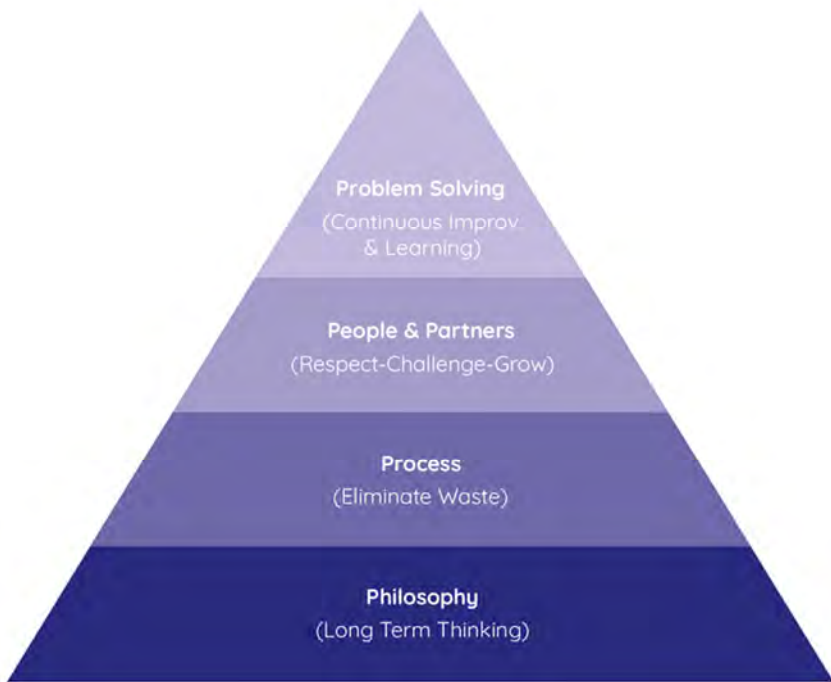 Problem Solving
(Continuous Improv.
& Learning)
People & Partners
(Respect-Challenge-Grow)
Process
(Eliminate Waste)
Philosophy
(Long Term Thinking)